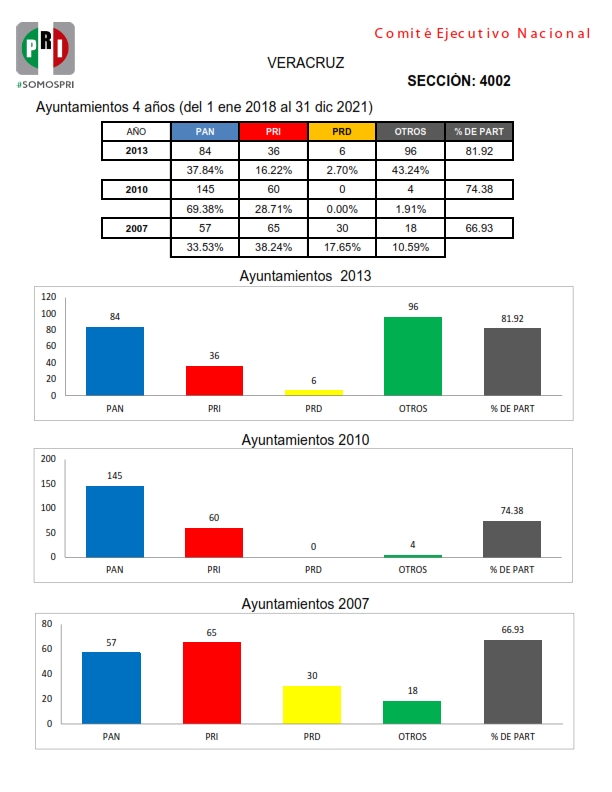 Comité Ejecutivo Nacional
PRI
#SOMOSPRI
VERACRUZ
SECCIÓN: 4002
Ayuntamientos 4 años (del 1 ene 2018 al 31 dic 2021)
AÑO PAN PRI PRD OTROS % DE PART
2013 84 36 6 96 81.92
37.84% 16.22% 2.70% 43.24%
2010 145 60 0 4 74.38
69.38% 28.71% 0.00% 1.91%
2007 57 65 30 18 66.93
33.53% 38.24% 17.65% 10.59%
Ayuntamientos 2013
120
100
80
60
40
20
0
84 36 6 96 81.92
PAN PRI PRD OTROS % DE PART
Ayuntamientos 2010
200
150
100
50
0
145 60 0 4 74.38
PAN PRI PRD OTROS % DE PART
Ayuntamientos 2007
80
60
40
20
0
57 65 30 18 66.93
PAN PRI PRD OTROS % DE PART